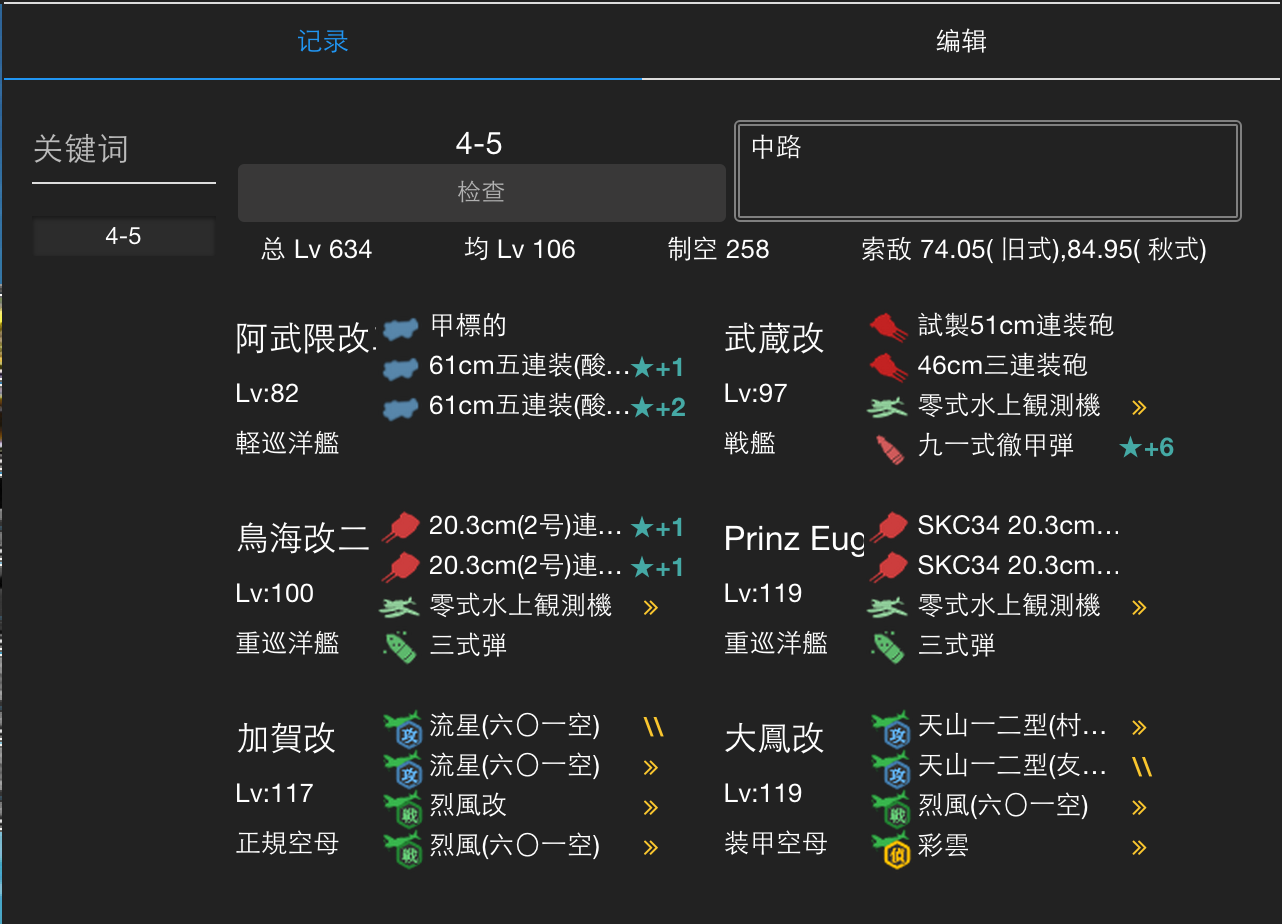 记录
编辑
关键词
4-5
4-5
检查
中路
总 Lv 634
均 Lv 106
制空 258
索敌 74.05( 旧式),84.95( 秋式)
阿武隈改
Lv:82
軽巡洋艦
甲標的
61cm五連装(酸…★+1
61cm五連装(酸…★+2
武蔵改
Lv:97
戦艦
試製51cm連装砲
46cm三連装砲
零式水上観測機 »
九一式徹甲弾 ★+6
鳥海改二
Lv:100
重巡洋艦
20.3cm(2号)連… ★+1
20.3cm(2号)連… ★+1
零式水上観測機 »
三式弾
Prinz Eug
Lv:119
重巡洋艦
SKC34 20.3cm…
SKC34 20.3cm…
零式水上観測機 »
三式弾
加賀改
Lv:117
正規空母
攻 流星(六〇一空) \\
攻 流星(六〇一空) »
戦 烈風改 »
戦 烈風(六〇一空) »
大鳳改
Lv:119
装甲空母
攻 天山一二型(村… »
攻 天山一二型(友… \\
戦 烈風(六〇一空) »
偵 彩雲 »